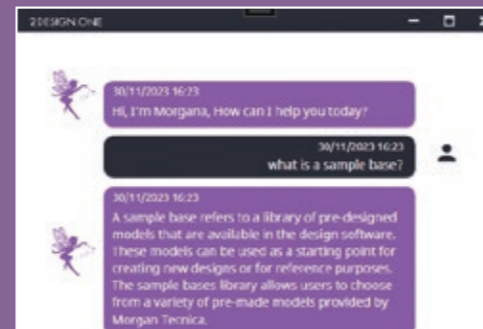 2DESIGN.ONE
30/11/2023 16:23
Hi, I'm Morgana, How can I help you today?
30/11/2023 16:23
what is a sample base?
30/11/2023 16:23
A sample base refers to a library of pre-designed
models that are available in the design software.
These models can be used as a starting point for
creating new designs or for reference purposes.
The sample bases library allows users to choose
from a variety of pre-made models provided by
Morgan Tecnica.